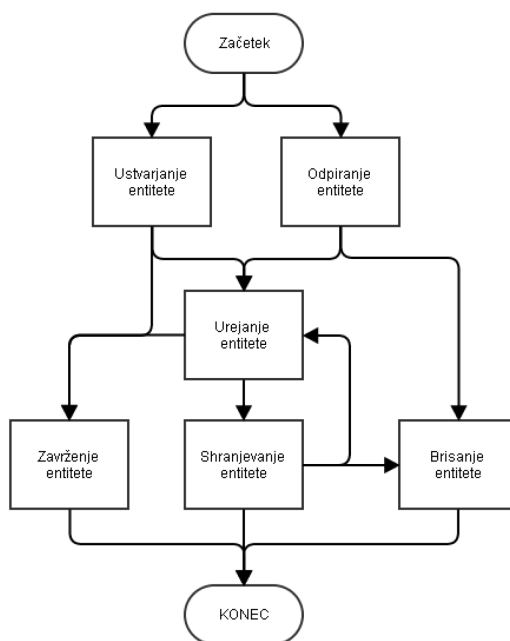 Začetek
Ustvarjanje
entitete
Odpiranje
entitete
Urejanje
entitete
Zavrženje
entitete
Shranjevanje
entitete
Brisanje
entitete
KONEC